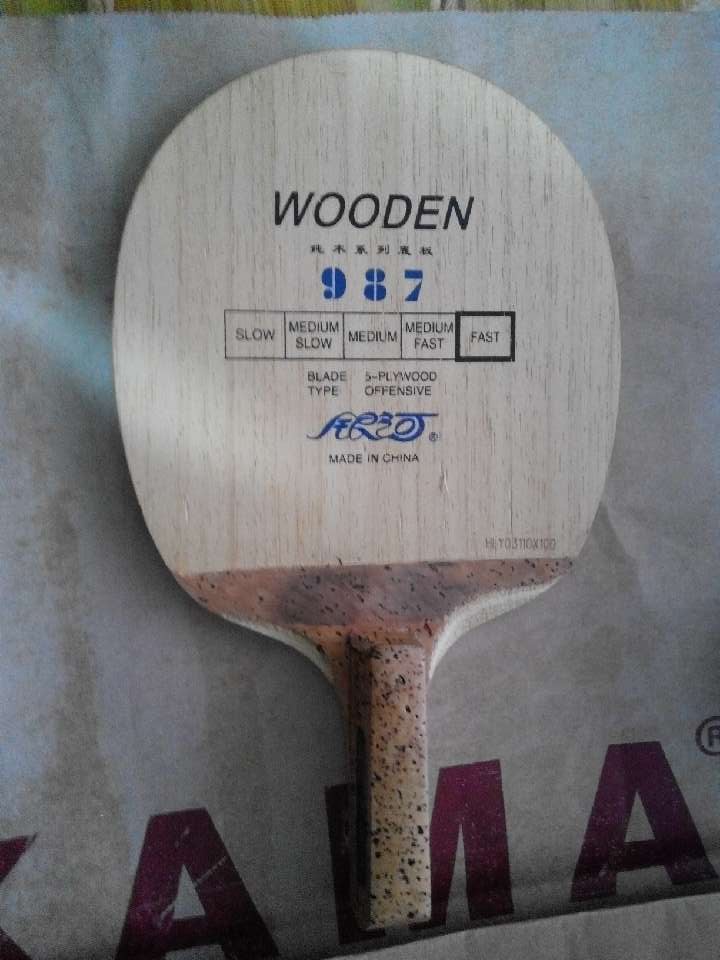 WOODEN
纯木系列底板
987
SLOW MEDIUM SLOW MEDIUM MEDIUM FAST FAST
BLADE 5-PLYWOOD
TYPE OFFENSIVE
®
MADE IN CHINA
KAMA®